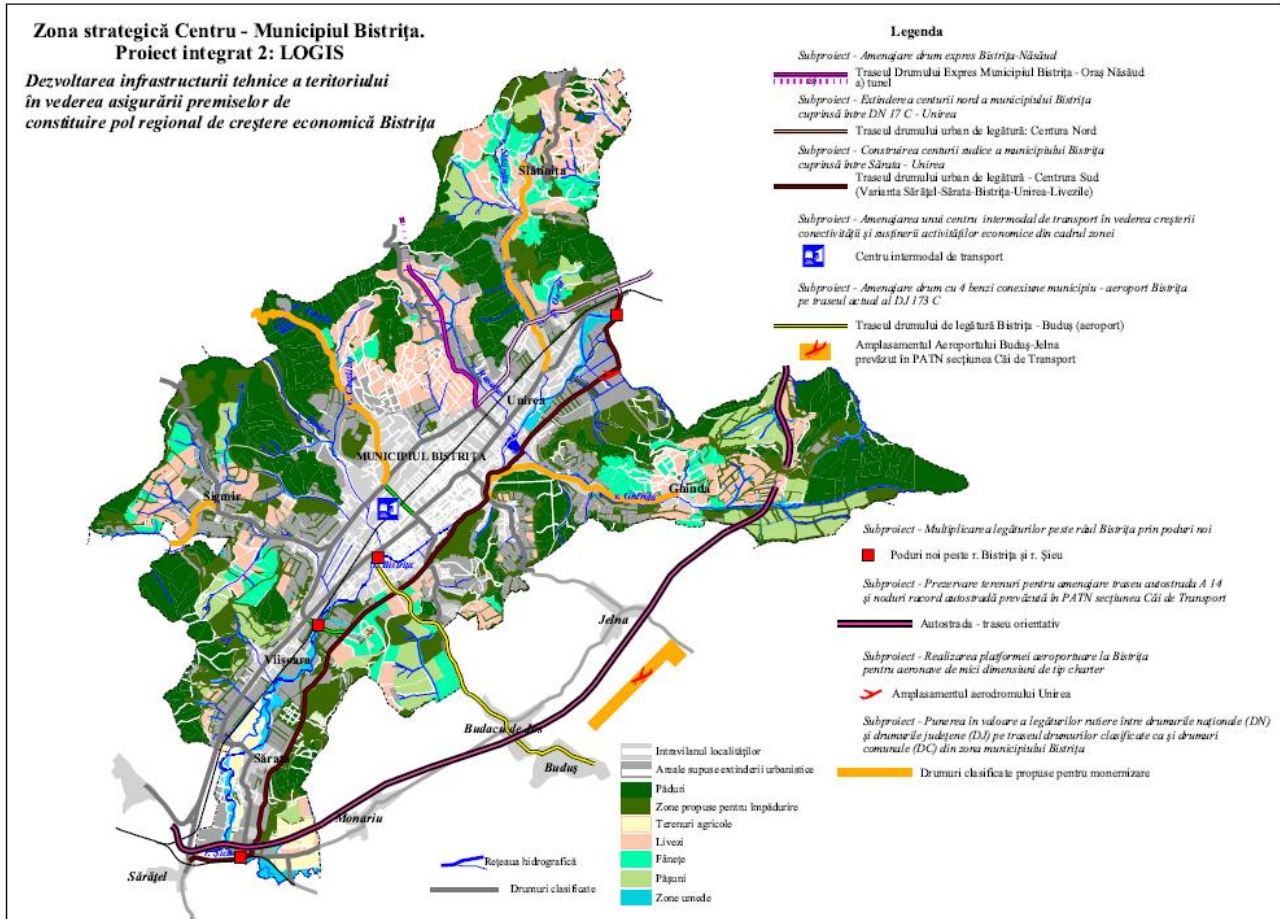 Zona strategică Centru - Municipiul Bistrița.
Proiect integrat 2: LOGIS
Dezvoltarea infrastructurii tehnice a teritoriului
în vederea asigurării premiselor de
constituire pol regional de creștere economică Bistrița
Legenda
Subproiect - Amenajare drum expres Bistrița-Năsăud
Traseul Drumului Expres Municipiul Bistrița - Oraș Năsăud
a) tunel
Subproiect - Extinderea centurii nord a municipiului Bistrița
cuprinsă între DN 17 C - Unirea
Traseul drumului urban de legătură: Centura Nord
Subproiect - Construirea centurii sudice a municipiului Bistrița
cuprinsă între Sărata - Unirea
Traseul drumului urban de legătură - Centrura Sud
(Varianta Sărățel-Sărata-Bistrița-Unirea-Livezile)
Subproiect - Amenajarea unui centru intermodal de transport în vederea creșterii
conectivității și susținerii activităților economice din cadrul zonei
Centru intermodal de transport
Subproiect - Amenajare drum cu 4 benzi conexiune municipiu - aeroport Bistrița
pe traseul actual al DJ 173 C
Traseul drumului de legătură Bistrița - Buduș (aeroport)
Amplasamentul Aeroportului Buduș-Jelna
prevăzut în PATN secțiunea Căi de Transport
Subproiect - Multiplicarea legăturilor peste râul Bistrița prin poduri noi
Poduri noi peste r. Bistrița și r. Șieu
Subproiect - Prezervare terenuri pentru amenajare traseu autostrada A 14
și noduri racord autostradă prevăzută în PATN secțiunea Căi de Transport
Autostrada - traseu orientativ
Subproiect - Realizarea platformei aeroportuare la Bistrița
pentru aeronave de mici dimensiuni de tip charter
Amplasamentul aerodromului Unirea
Subproiect - Punerea în valoare a legăturilor rutiere între drumurile naționale (DN)
și drumurile județene (DJ) pe traseul drumurilor clasificate ca și drumuri
comunale (DC) din zona municipiului Bistrița
Drumuri clasificate propuse pentru monernizare
Slătinița
Unirea
MUNICIPIUL BISTRIȚA
Sigmir
v. Ghinda
Ghinda
r. Bistrița
Jelna
Viișoara
Budacu de Jos
Buduș
Sărata
Monariu
r. Șieu
Sărățel
Intravilanul localităților
Areale supuse extinderii urbanistice
Păduri
Zone propuse pentru împădurire
Terenuri agricole
Livezi
Fânețe
Pășuni
Zone umede
Rețeaua hidrografică
Drumuri clasificate